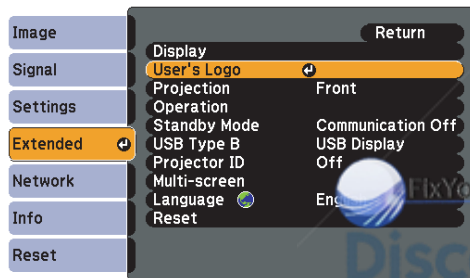 Image
Signal
Settings
Extended
Network
Info
Reset
Return
Display
User's Logo
Projection Front
Operation
Standby Mode Communication Off
USB Type B USB Display
Projector ID Off
Multi-screen
Language
Reset
Disc